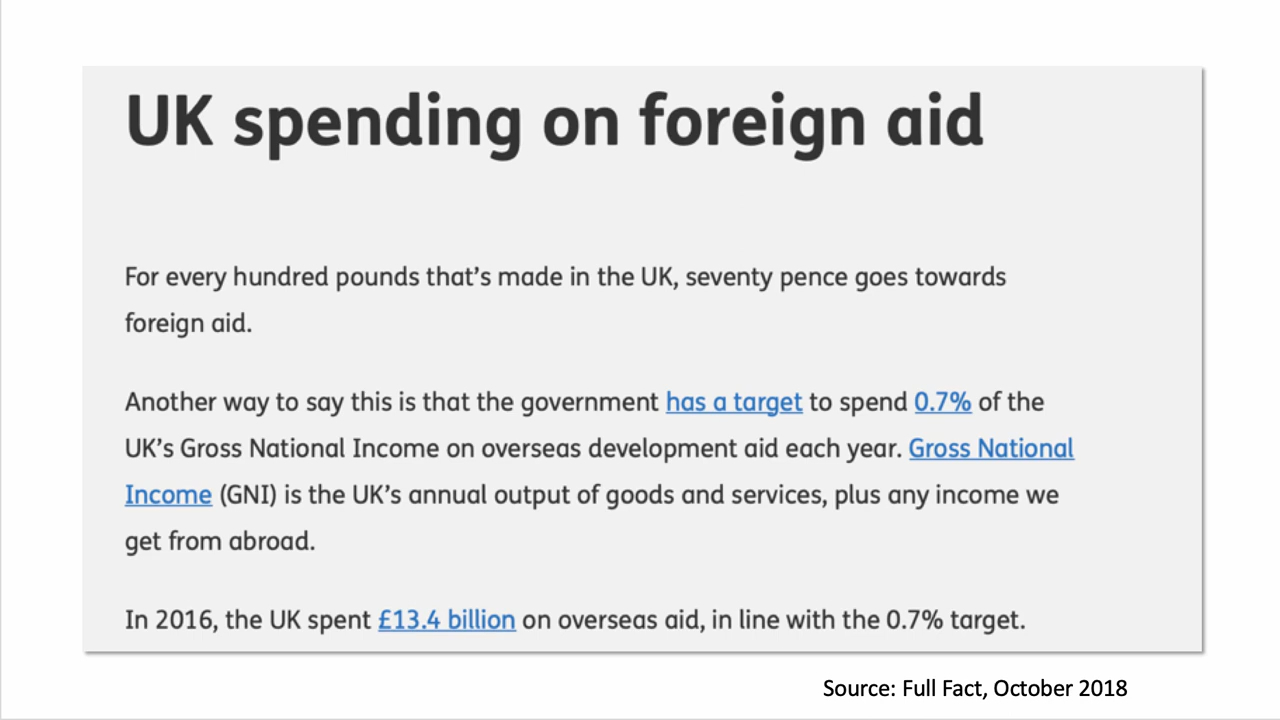 UK spending on foreign aid
For every hundred pounds that’s made in the UK, seventy pence goes towards
foreign aid.
Another way to say this is that the government has a target to spend 0.7% of the
UK’s Gross National Income on overseas development aid each year. Gross National
Income (GNI) is the UK’s annual output of goods and services, plus any income we
get from abroad.
In 2016, the UK spent £13.4 billion on overseas aid, in line with the 0.7% target.
Source: Full Fact, October 2018